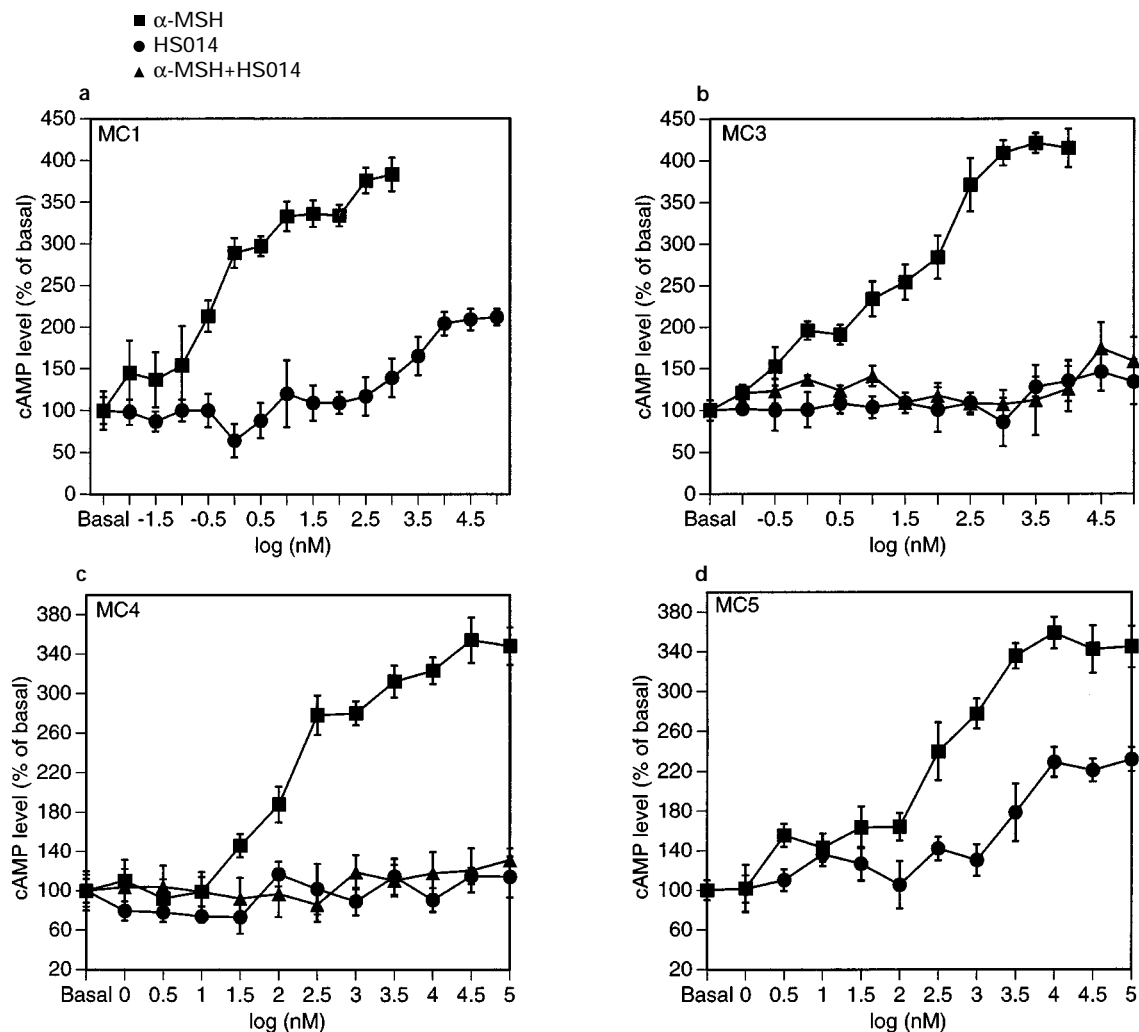 α-MSH
HS014
α-MSH+HS014
a
MC1
cAMP level (% of basal)
450
400
350
300
250
200
150
100
50
0
Basal -1.5 -0.5 0.5 1.5 2.5 3.5 4.5
log (nM)
b
MC3
cAMP level (% of basal)
450
400
350
300
250
200
150
100
50
0
Basal -0.5 0.5 1.5 2.5 3.5 4.5
log (nM)
c
MC4
cAMP level (% of basal)
380
340
300
260
220
180
140
100
60
20
Basal 0 0.5 1 1.5 2 2.5 3 3.5 4 4.5 5
log (nM)
d
MC5
cAMP level (% of basal)
380
340
300
260
220
180
140
100
60
20
Basal 0 0.5 1 1.5 2 2.5 3 3.5 4 4.5 5
log (nM)